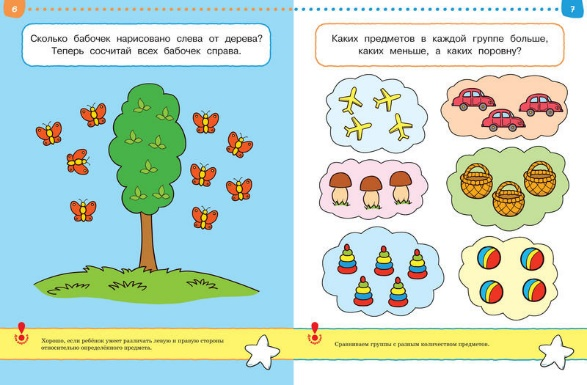 6
Сколько бабочек нарисовано слева от дерева?
Теперь сосчитай всех бабочек справа.
Хорошо, если ребёнок умеет различать левую и правую стороны
относительно определённого предмета.
7
Каких предметов в каждой группе больше,
каких меньше, а каких поровну?
Сравниваем группы с разным количеством предметов.